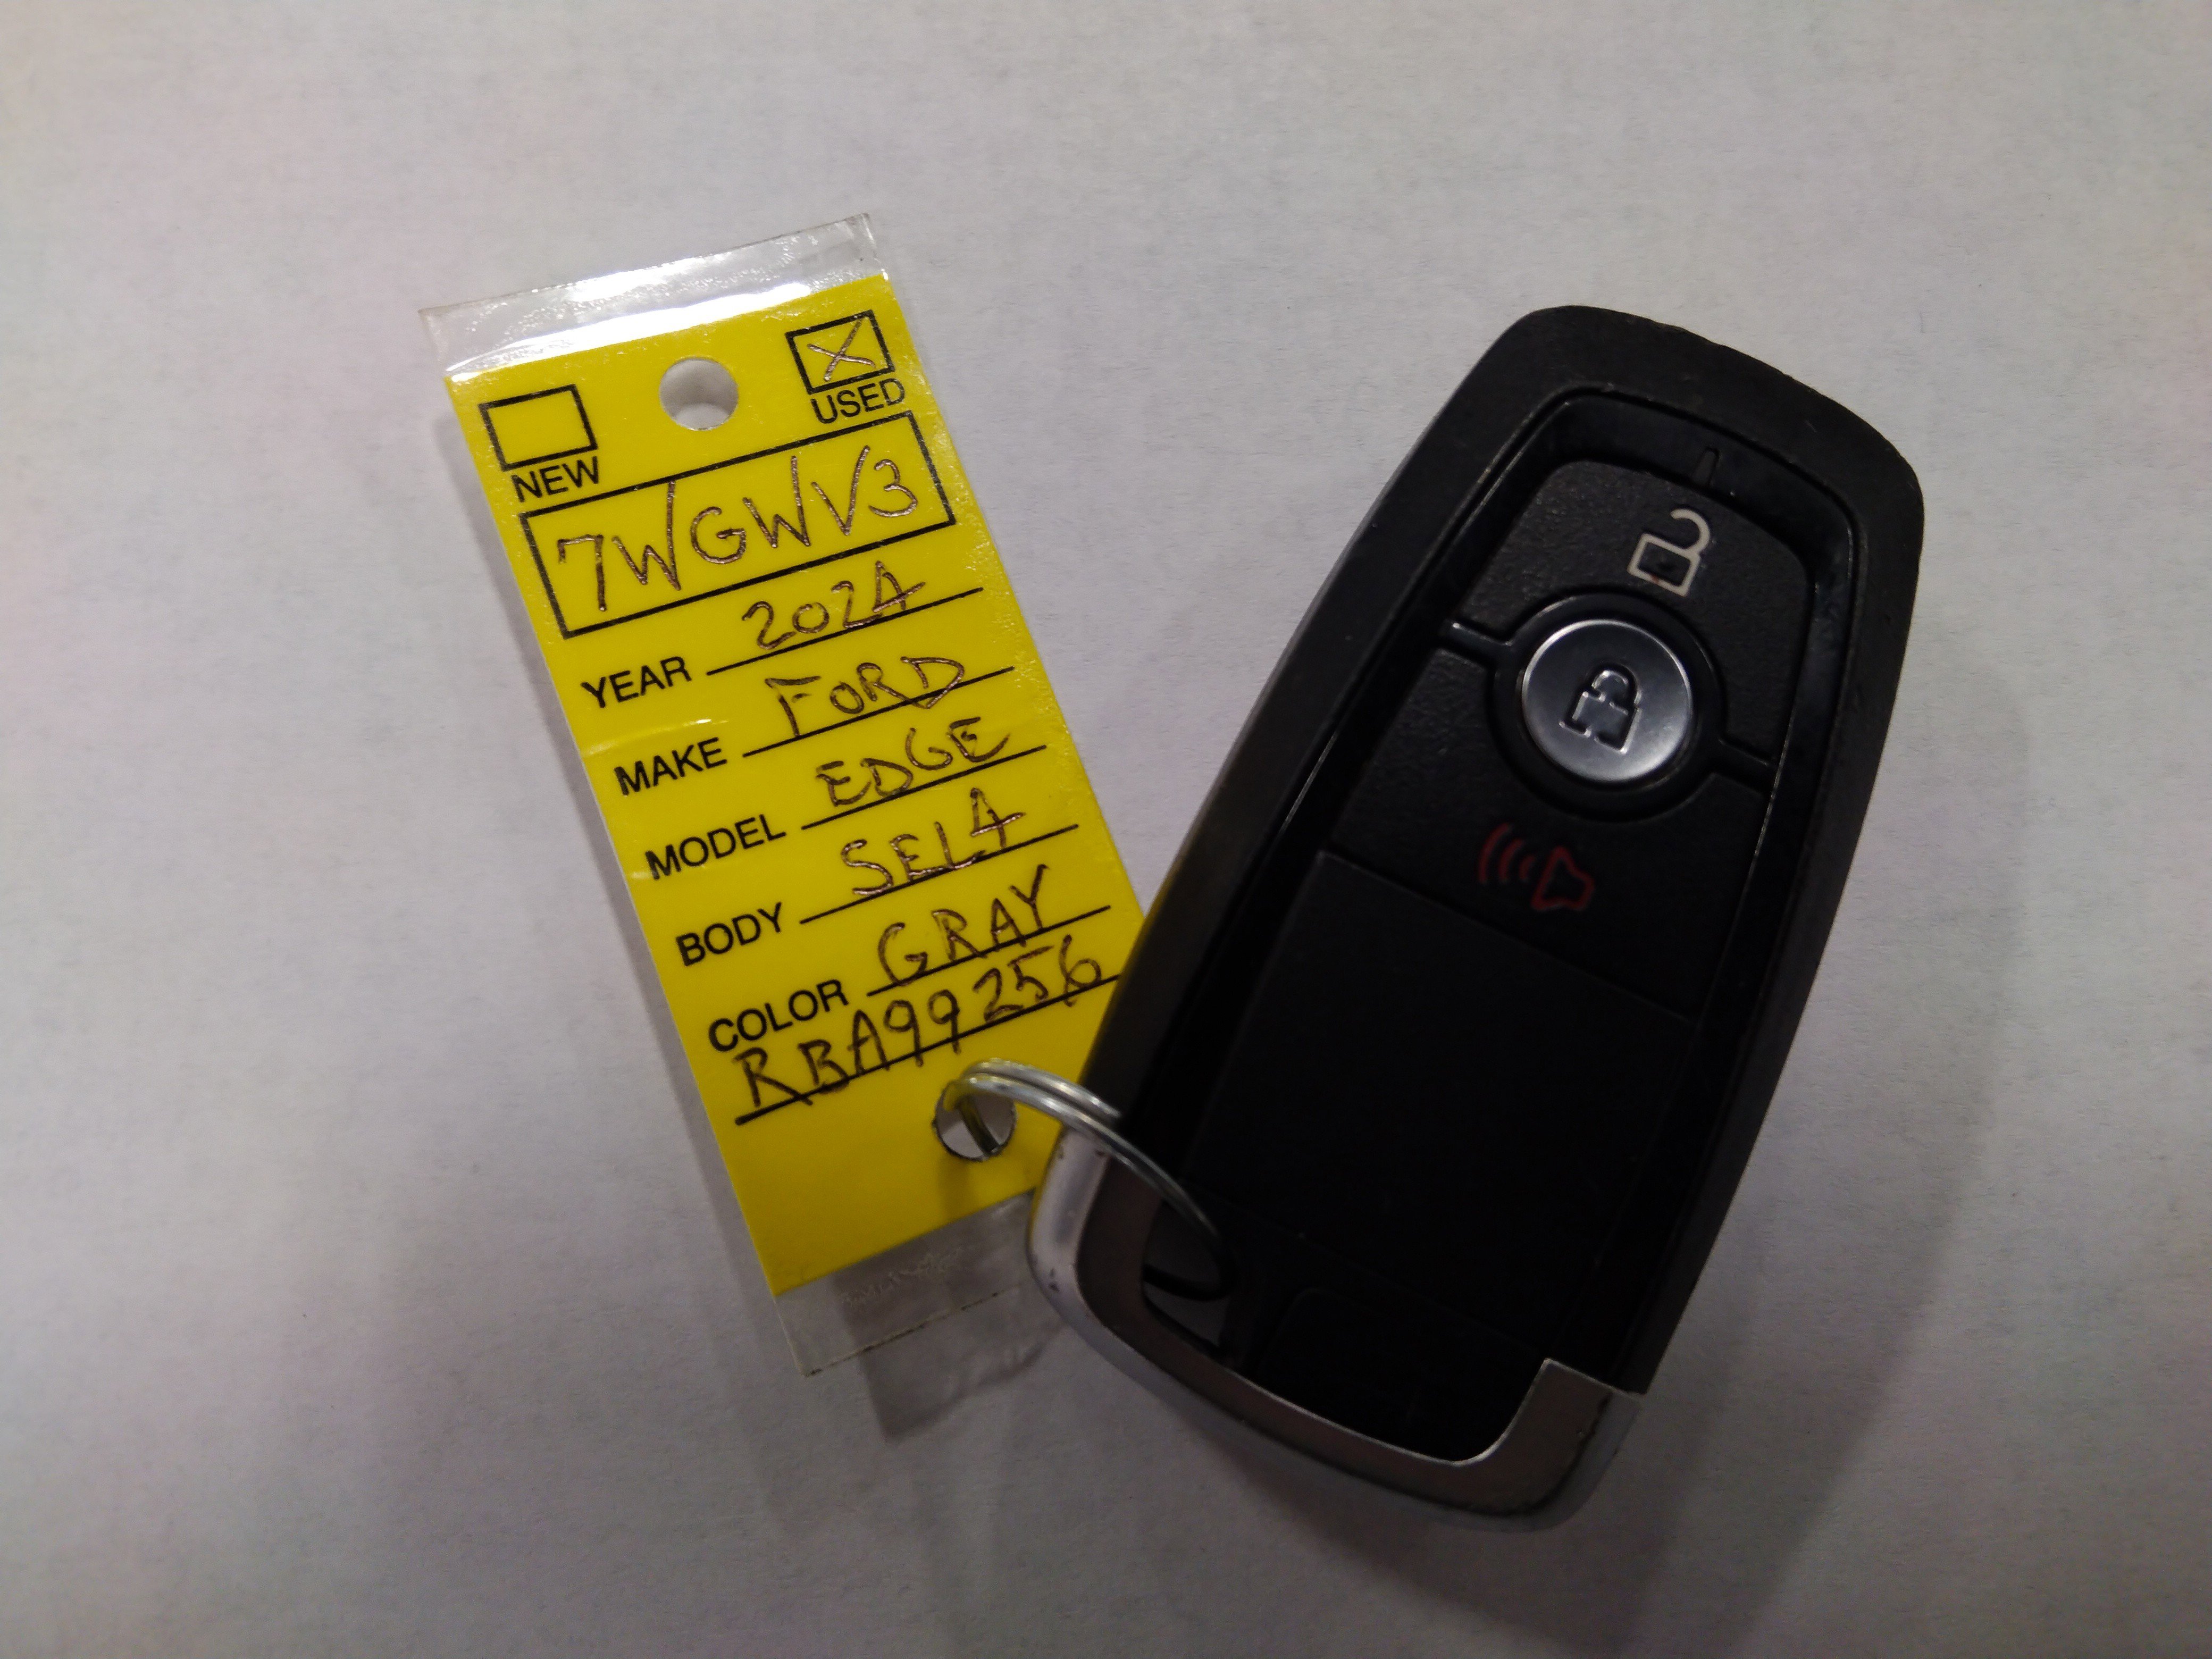 NEW USED
7WGWV3
YEAR 2024
MAKE FORD
MODEL EDGE
BODY SEL4
COLOR GRAY
RBA99256